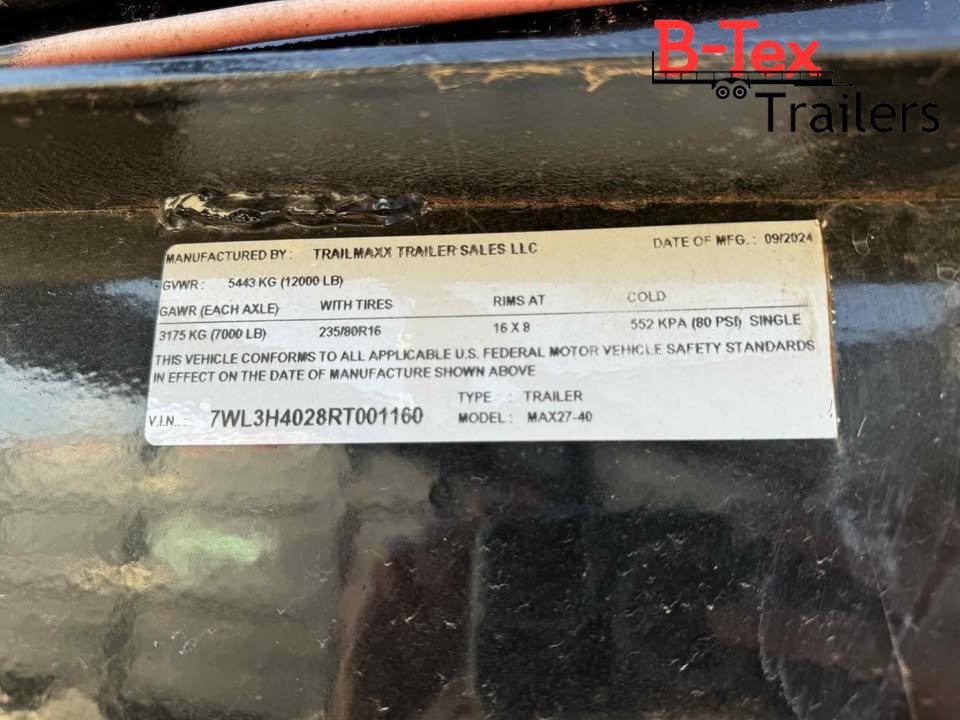 B-Tex
Trailers
MANUFACTURED BY: TRAILMAXX TRAILER SALES LLC DATE OF MFG.: 09/2024
GVWR: 5443 KG (12000 LB)
GAWR (EACH AXLE) WITH TIRES RIMS AT COLD
3175 KG (7000 LB) 235/80R16 16 X 8 552 KPA (80 PSI) SINGLE
THIS VEHICLE CONFORMS TO ALL APPLICABLE U.S. FEDERAL MOTOR VEHICLE SAFETY STANDARDS
IN EFFECT ON THE DATE OF MANUFACTURE SHOWN ABOVE
TYPE : TRAILER
V.I.N..: 7WL3H4028RT001160 MODEL: MAX27-40